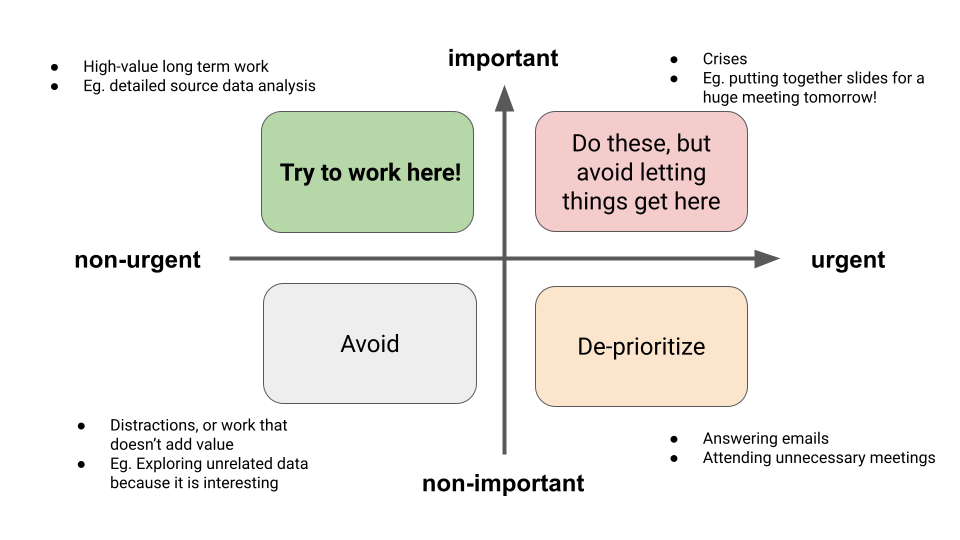 important
● High-value long term work
● Eg. detailed source data analysis
● Crises
● Eg. putting together slides for a
huge meeting tomorrow!
Try to work here!
Do these, but
avoid letting
things get here
non-urgent
urgent
Avoid
De-prioritize
● Distractions, or work that
doesn’t add value
● Eg. Exploring unrelated data
because it is interesting
● Answering emails
● Attending unnecessary meetings
non-important